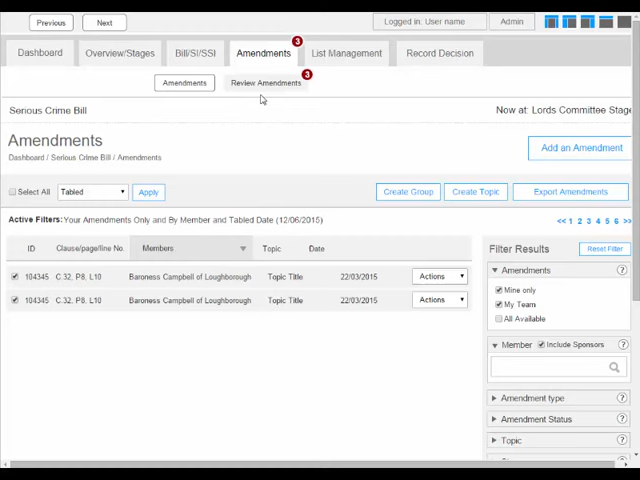 Previous Next Logged in: User name Admin
Dashboard Overview/Stages Bill/SI/SSI Amendments 3 List Management Record Decision
Amendments Review Amendments 3
Serious Crime Bill Now at: Lords Committee Stage
Amendments Add an Amendment
Dashboard / Serious Crime Bill / Amendments
Select All Tabled Apply Create Group Create Topic Export Amendments
Active Filters: Your Amendments Only and By Member and Tabled Date (12/06/2015) << 1 2 3 4 5 6 >>
ID Clause/page/line No. Members Topic Date Filter Results Reset Filter
Amendments ?
104345 C.32, P8, L10 Baroness Campbell of Loughborough Topic Title 22/03/2015 Actions
Mine only
104345 C.32, P8, L10 Baroness Campbell of Loughborough Topic Title 22/03/2015 Actions
My Team
All Available
Member Include Sponsors ?
Amendment type ?
Amendment Status ?
Topic ?